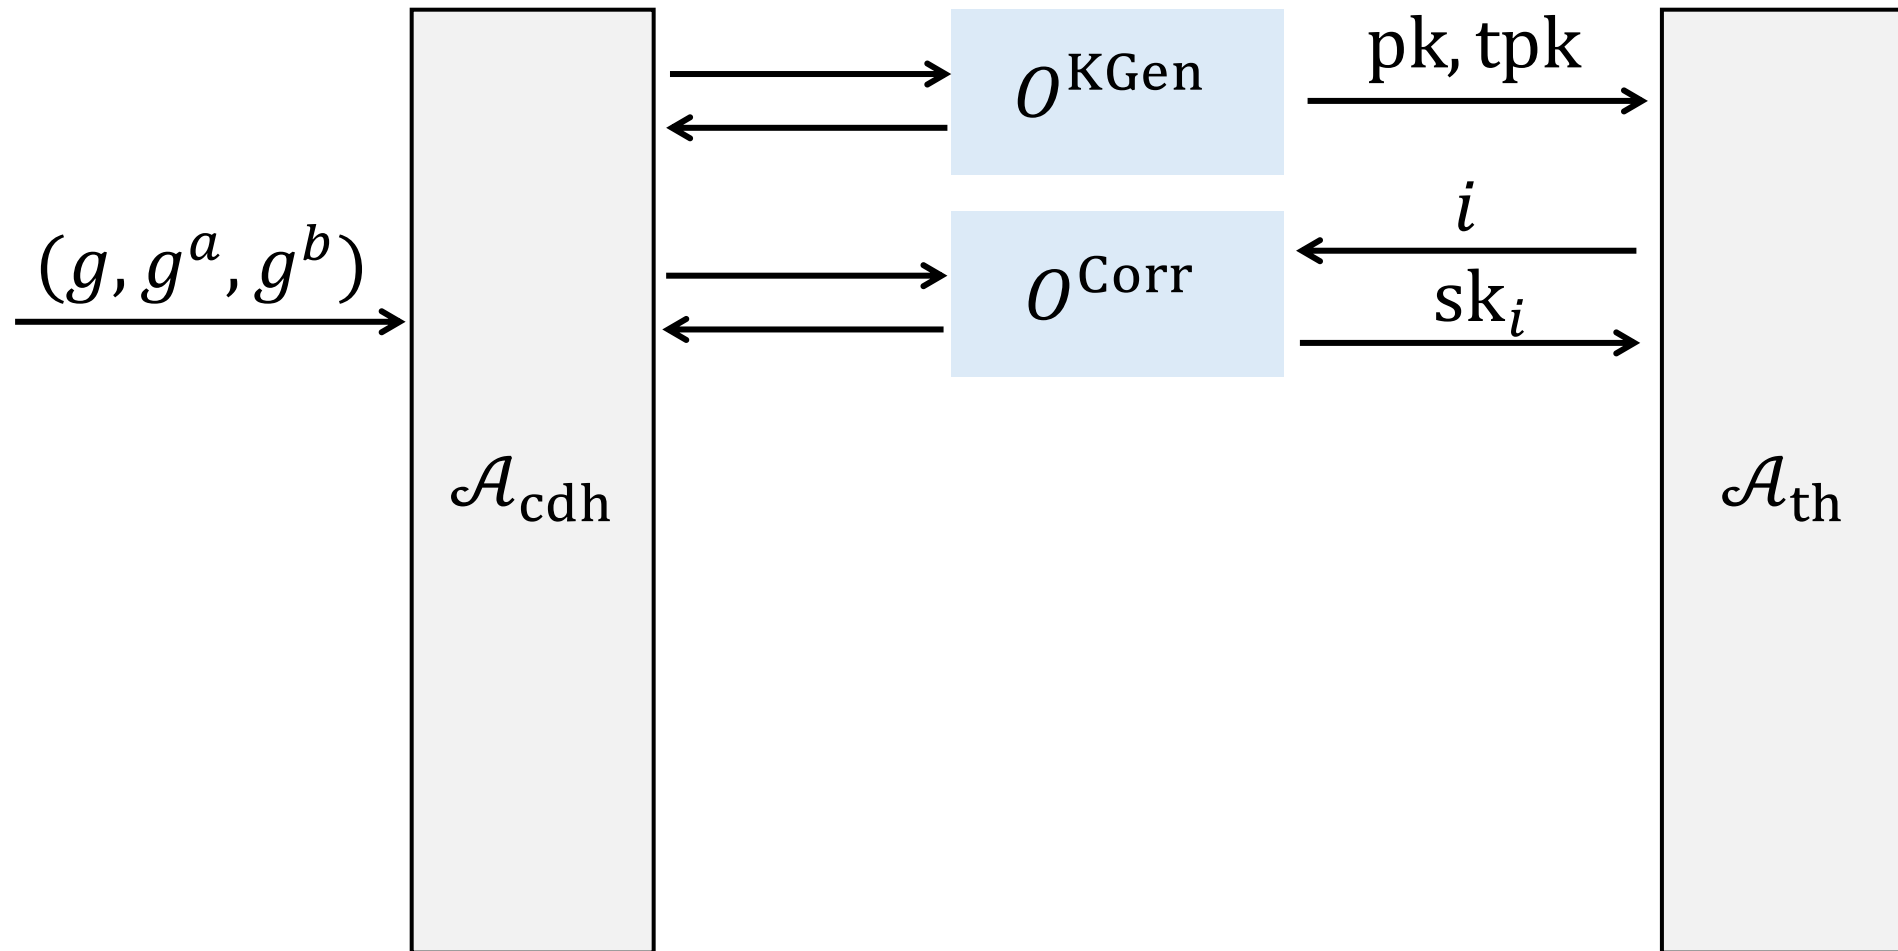 pk, tpk
O^KGen
i
(g, g^a, g^b)
O^Corr
sk_i
𝒜_cdh
𝒜_th